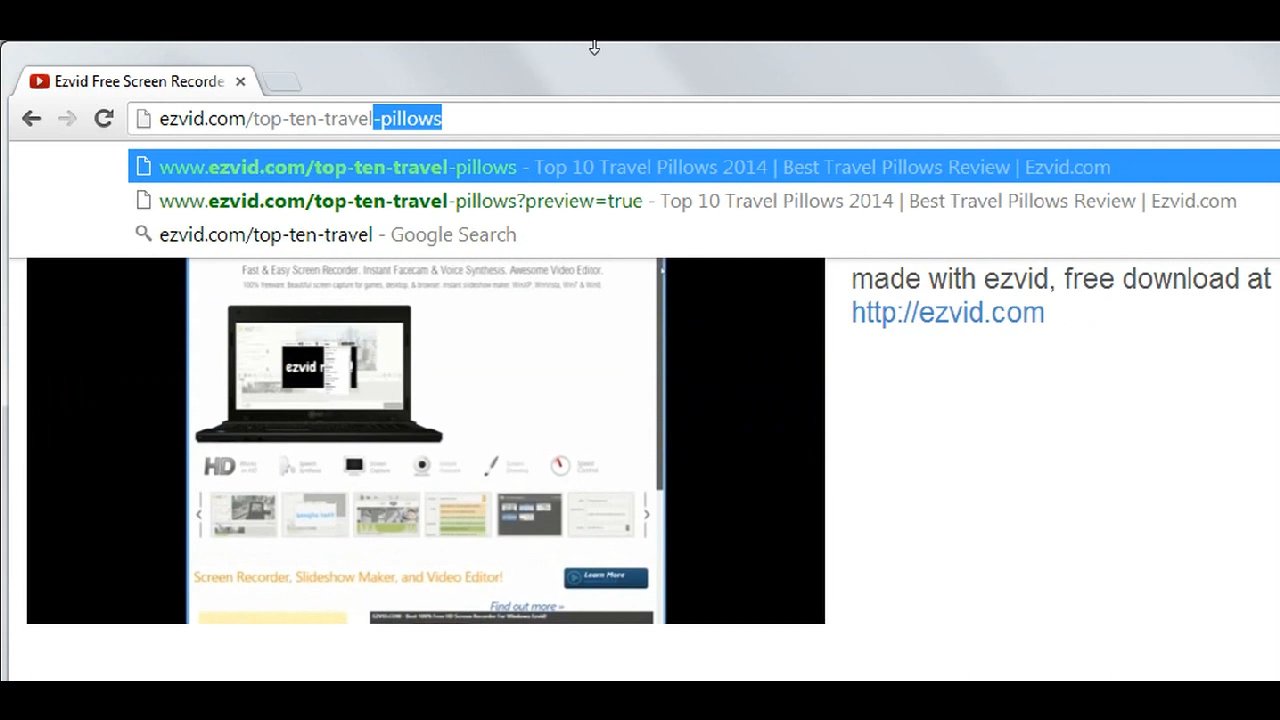 Ezvid Free Screen Recorde
ezvid.com/top-ten-travel-pillows
www.ezvid.com/top-ten-travel-pillows - Top 10 Travel Pillows 2014 | Best Travel Pillows Review | Ezvid.com
www.ezvid.com/top-ten-travel-pillows?preview=true - Top 10 Travel Pillows 2014 | Best Travel Pillows Review | Ezvid.com
ezvid.com/top-ten-travel - Google Search
Fast & Easy Screen Recorder. Instant Facecam & Voice Synthesis. Awesome Video Editor.
made with ezvid, free download at
http://ezvid.com
ezvid
HD
Speed Control
Screen Recorder, Slideshow Maker, and Video Editor!
Learn More
Find out more »